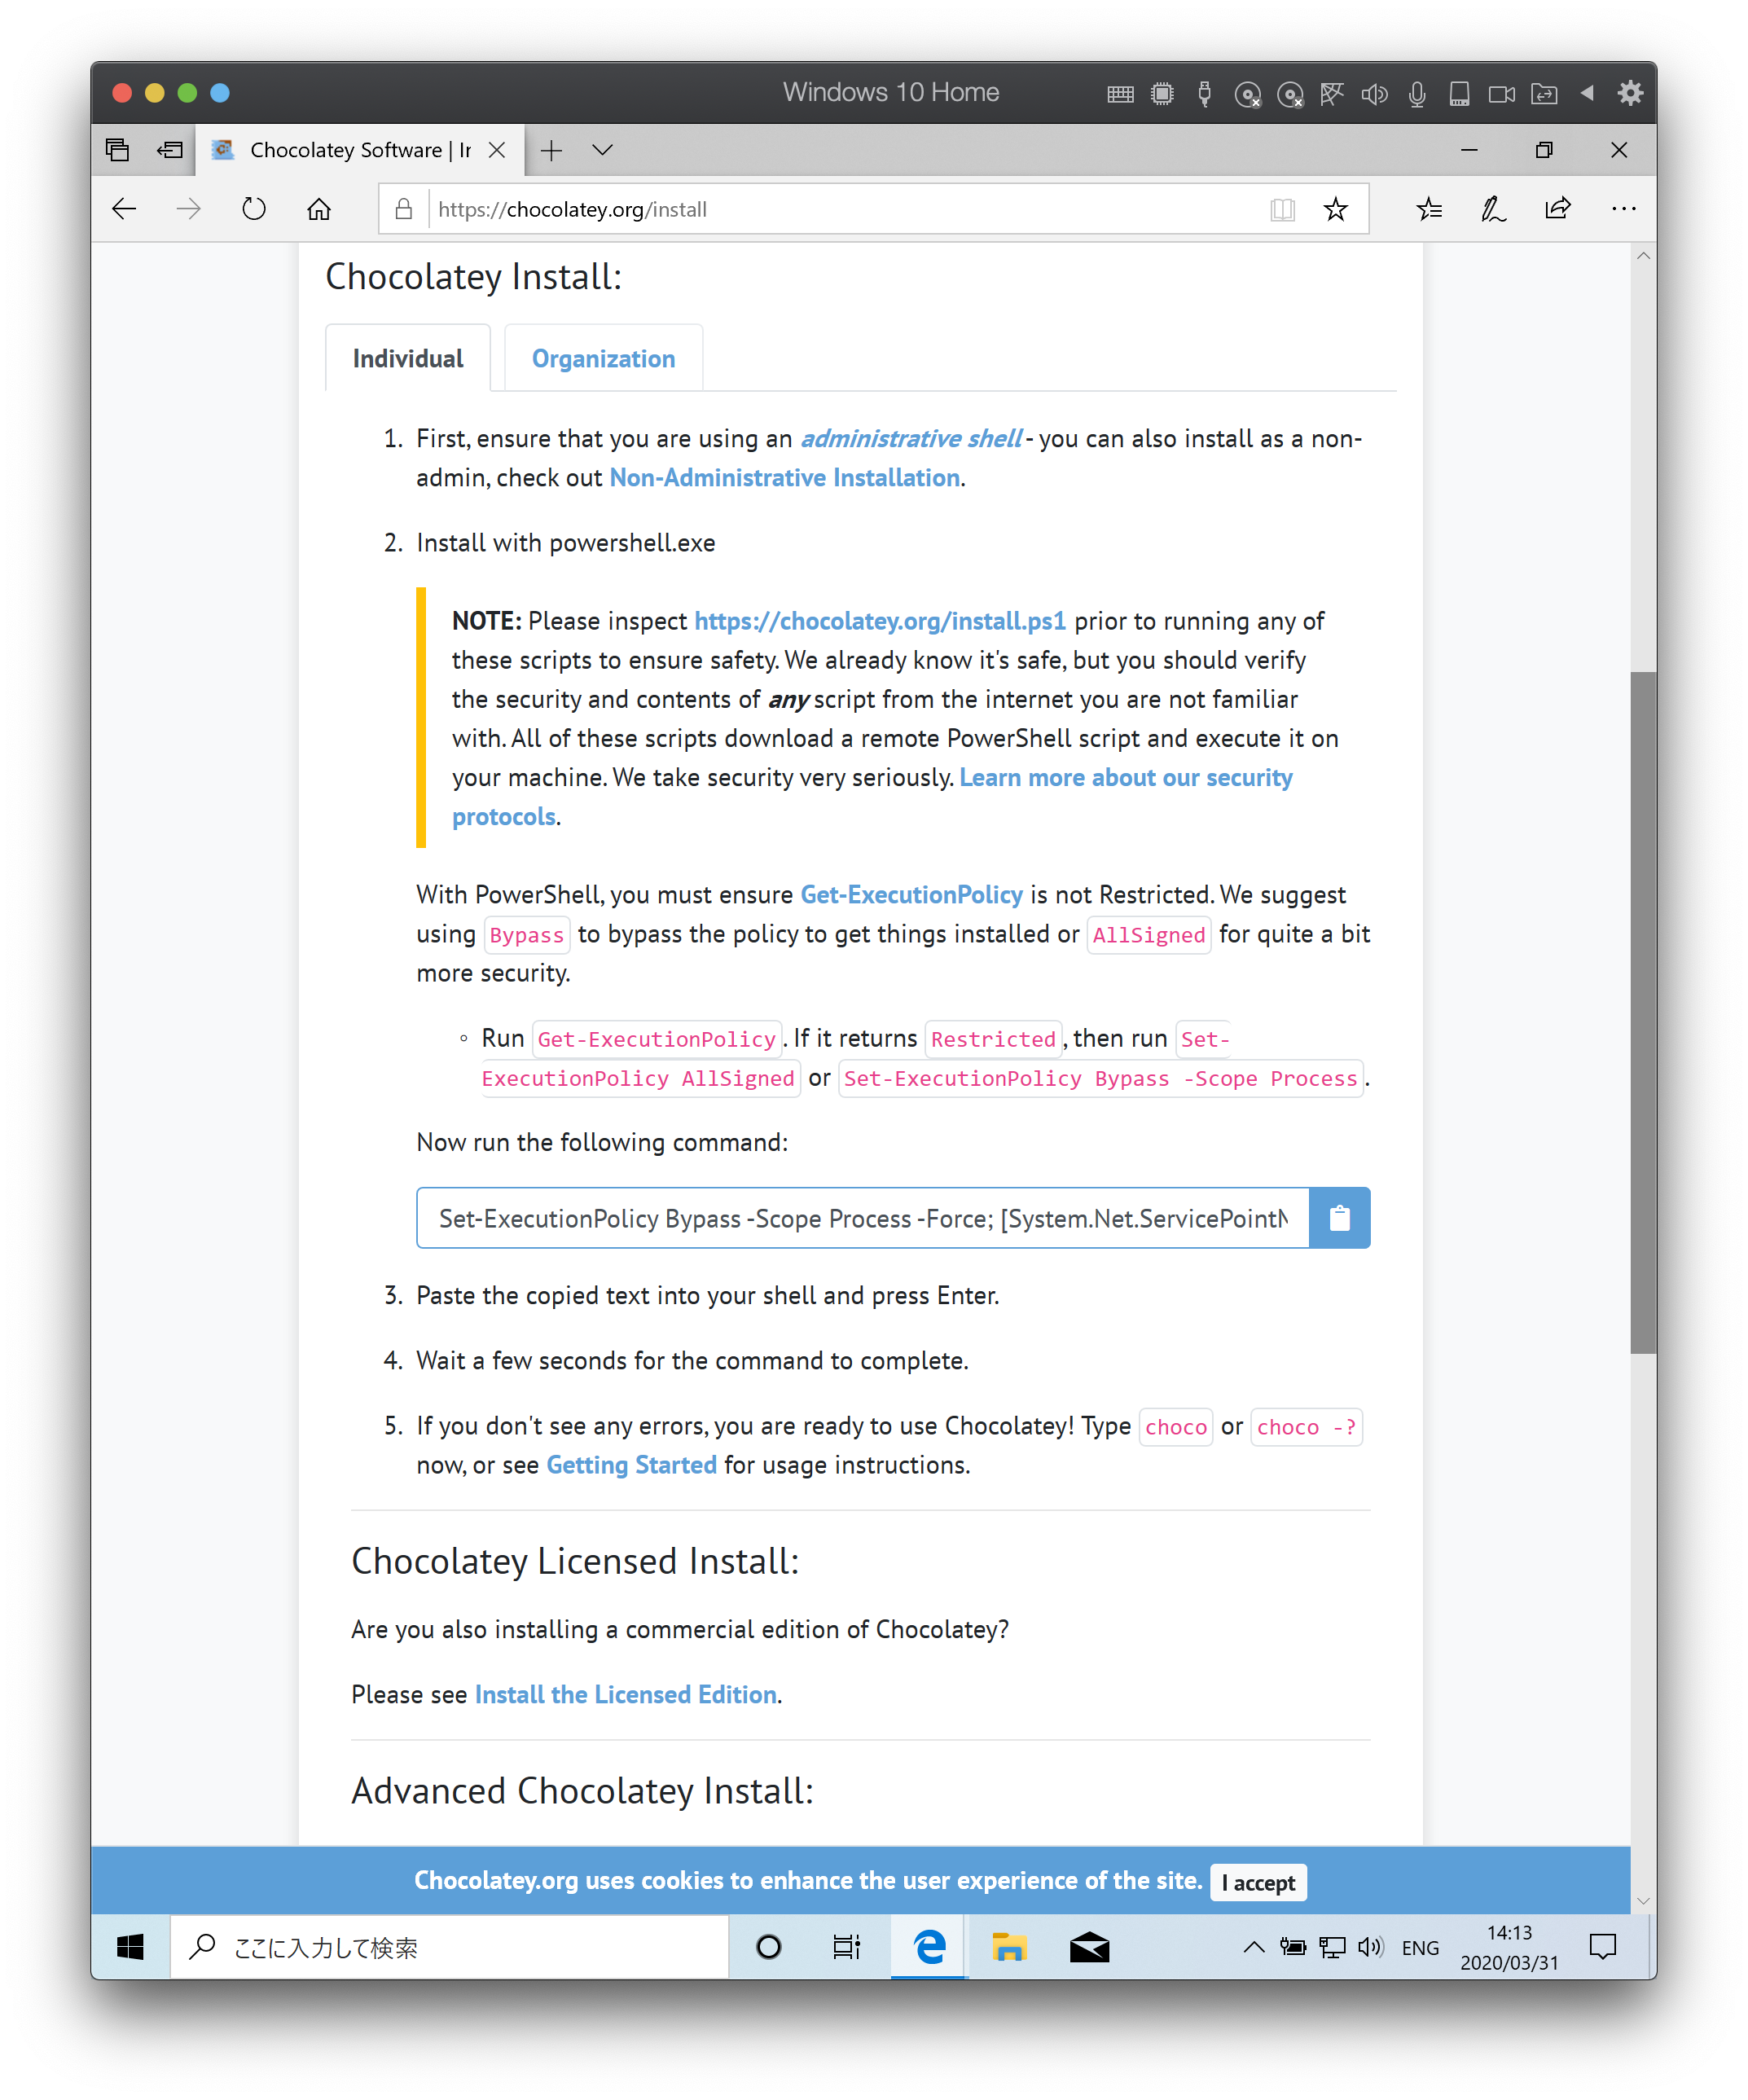 Windows 10 Home
Chocolatey Software | Ir
https://chocolatey.org/install
Chocolatey Install:
Individual
Organization
1. First, ensure that you are using an administrative shell - you can also install as a non-
admin, check out Non-Administrative Installation.
2. Install with powershell.exe
NOTE: Please inspect https://chocolatey.org/install.ps1 prior to running any of
these scripts to ensure safety. We already know it's safe, but you should verify
the security and contents of any script from the internet you are not familiar
with. All of these scripts download a remote PowerShell script and execute it on
your machine. We take security very seriously. Learn more about our security
protocols.
With PowerShell, you must ensure Get-ExecutionPolicy is not Restricted. We suggest
using Bypass to bypass the policy to get things installed or AllSigned for quite a bit
more security.
◦ Run Get-ExecutionPolicy. If it returns Restricted, then run Set-
ExecutionPolicy AllSigned or Set-ExecutionPolicy Bypass -Scope Process.
Now run the following command:
Set-ExecutionPolicy Bypass -Scope Process -Force; [System.Net.ServicePointM
3. Paste the copied text into your shell and press Enter.
4. Wait a few seconds for the command to complete.
5. If you don't see any errors, you are ready to use Chocolatey! Type choco or choco -?
now, or see Getting Started for usage instructions.
Chocolatey Licensed Install:
Are you also installing a commercial edition of Chocolatey?
Please see Install the Licensed Edition.
Advanced Chocolatey Install:
Chocolatey.org uses cookies to enhance the user experience of the site. I accept
ここに入力して検索
ENG
14:13
2020/03/31